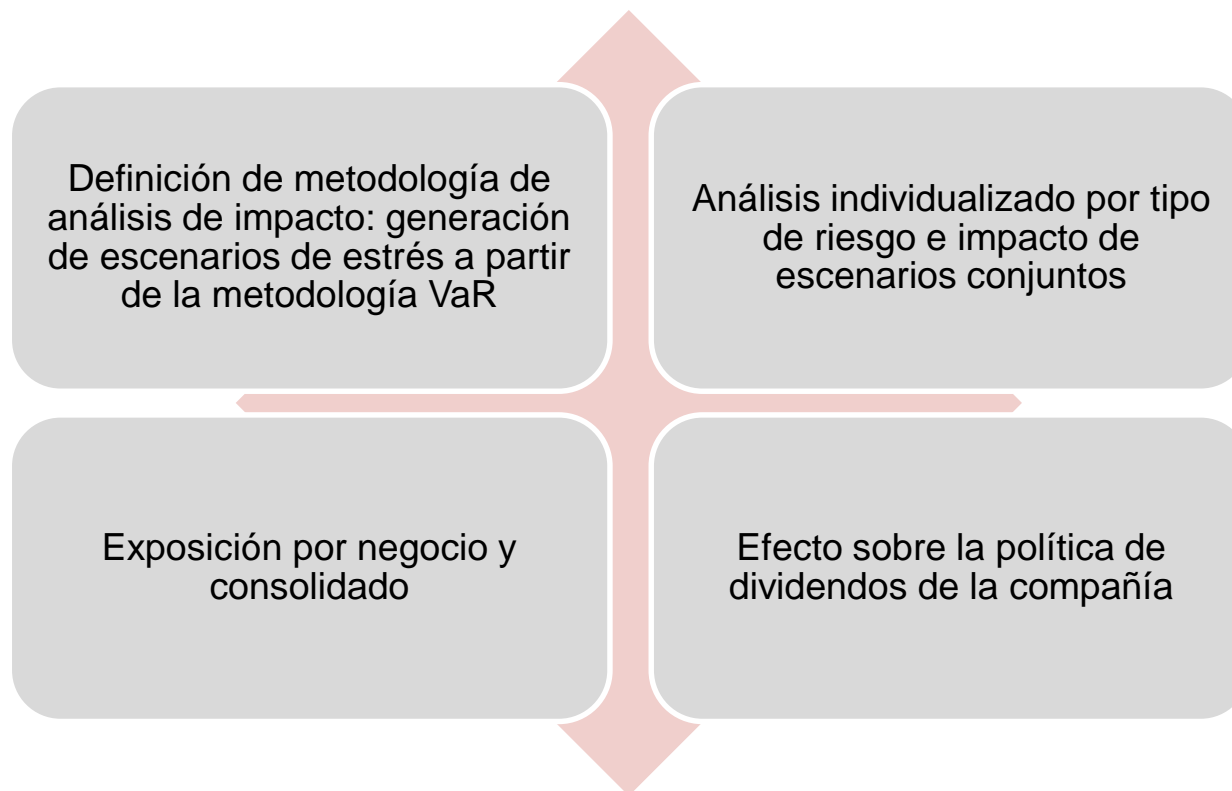 Definición de metodología de
análisis de impacto: generación
de escenarios de estrés a partir
de la metodología VaR
Análisis individualizado por tipo
de riesgo e impacto de
escenarios conjuntos
Exposición por negocio y
consolidado
Efecto sobre la política de
dividendos de la compañía